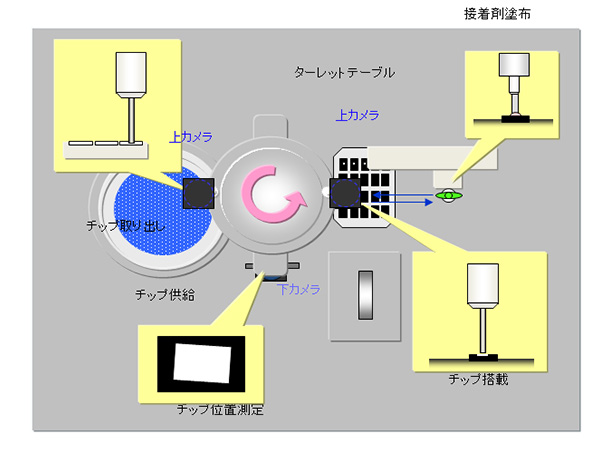 接着剤塗布
ターレットテーブル
上カメラ
上カメラ
チップ取り出し
チップ供給
下カメラ
チップ搭載
チップ位置測定